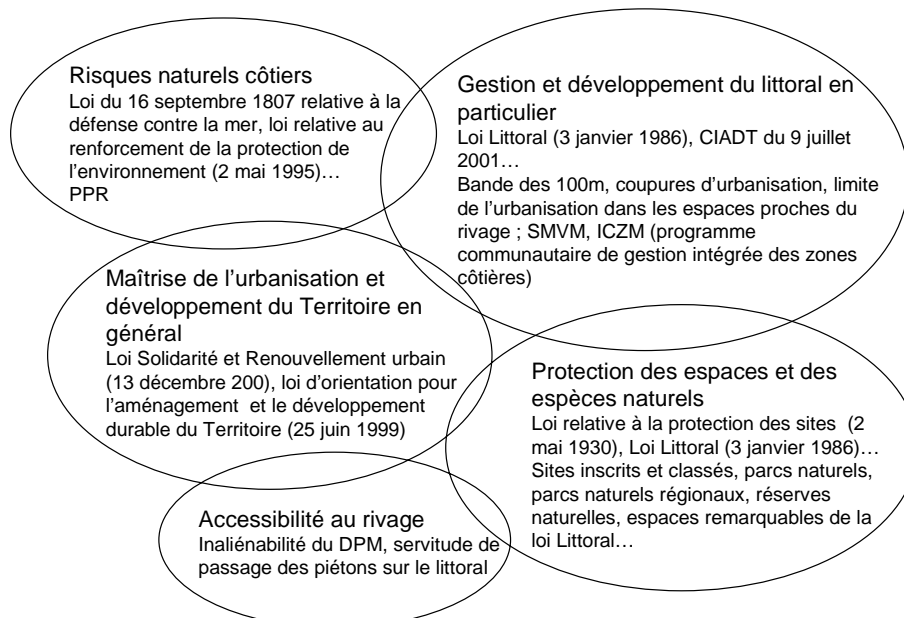 Risques naturels côtiers
Loi du 16 septembre 1807 relative à la
défense contre la mer, loi relative au
renforcement de la protection de
l’environnement (2 mai 1995)…
PPR
Gestion et développement du littoral en
particulier
Loi Littoral (3 janvier 1986), CIADT du 9 juillet
2001…
Bande des 100m, coupures d’urbanisation, limite
de l’urbanisation dans les espaces proches du
rivage ; SMVM, ICZM (programme
communautaire de gestion intégrée des zones
côtières)
Maîtrise de l’urbanisation et
développement du Territoire en
général
Loi Solidarité et Renouvellement urbain
(13 décembre 200), loi d’orientation pour
l’aménagement et le développement
durable du Territoire (25 juin 1999)
Protection des espaces et des
espèces naturels
Loi relative à la protection des sites (2
mai 1930), Loi Littoral (3 janvier 1986)…
Sites inscrits et classés, parcs naturels,
parcs naturels régionaux, réserves
naturelles, espaces remarquables de la
loi Littoral…
Accessibilité au rivage
Inaliénabilité du DPM, servitude de
passage des piétons sur le littoral